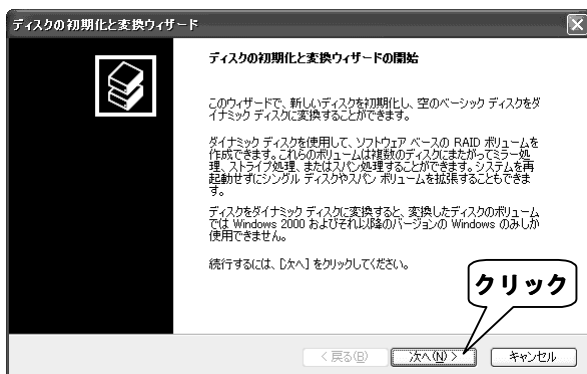 ディスクの初期化と変換ウィザード
ディスクの初期化と変換ウィザードの開始
このウィザードで、新しいディスクを初期化し、空のベーシック ディスクをダ
イナミック ディスクに変換することができます。
ダイナミック ディスクを使用して、ソフトウェア ベースの RAID ボリュームを
作成できます。これらのボリュームは複数のディスクにまたがってミラー処
理、ストライプ処理、またはスパン処理することができます。システムを再
起動せずにシングル ディスクやスパン ボリュームを拡張することもできま
す。
ディスクをダイナミック ディスクに変換すると、変換したディスクのボリューム
では Windows 2000 およびそれ以降のバージョンの Windows のみしか
使用できません。
続行するには、[次へ] をクリックしてください。
クリック
< 戻る(B)
次へ(N) >
キャンセル